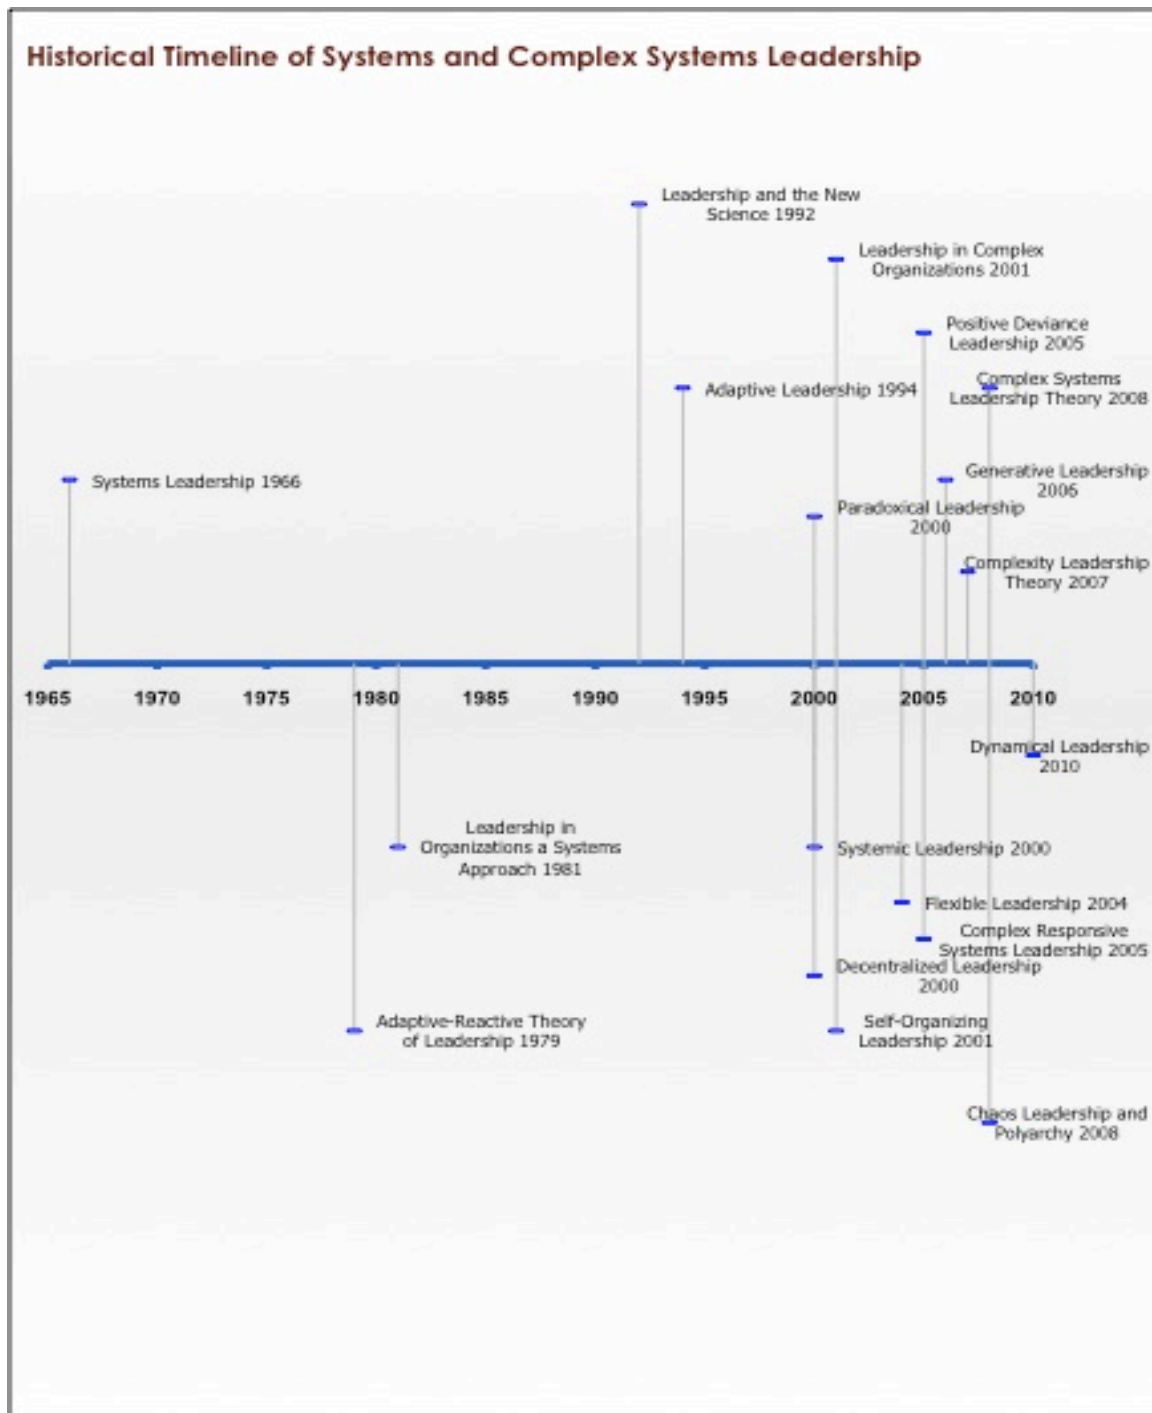 Historical Timeline of Systems and Complex Systems Leadership
Leadership and the New
Science 1992
Leadership in Complex
Organizations 2001
Positive Deviance
Leadership 2005
Complex Systems
Leadership Theory 2008
Adaptive Leadership 1994
Systems Leadership 1966
Generative Leadership
2006
Paradoxical Leadership
2000
Complexity Leadership
Theory 2007
1965 1970 1975 1980 1985 1990 1995 2000 2005 2010
Dynamical Leadership
2010
Leadership in
Organizations a Systems
Approach 1981
Systemic Leadership 2000
Flexible Leadership 2004
Complex Responsive
Systems Leadership 2005
Decentralized Leadership
2000
Adaptive-Reactive Theory
of Leadership 1979
Self-Organizing
Leadership 2001
Chaos Leadership and
Polyarchy 2008